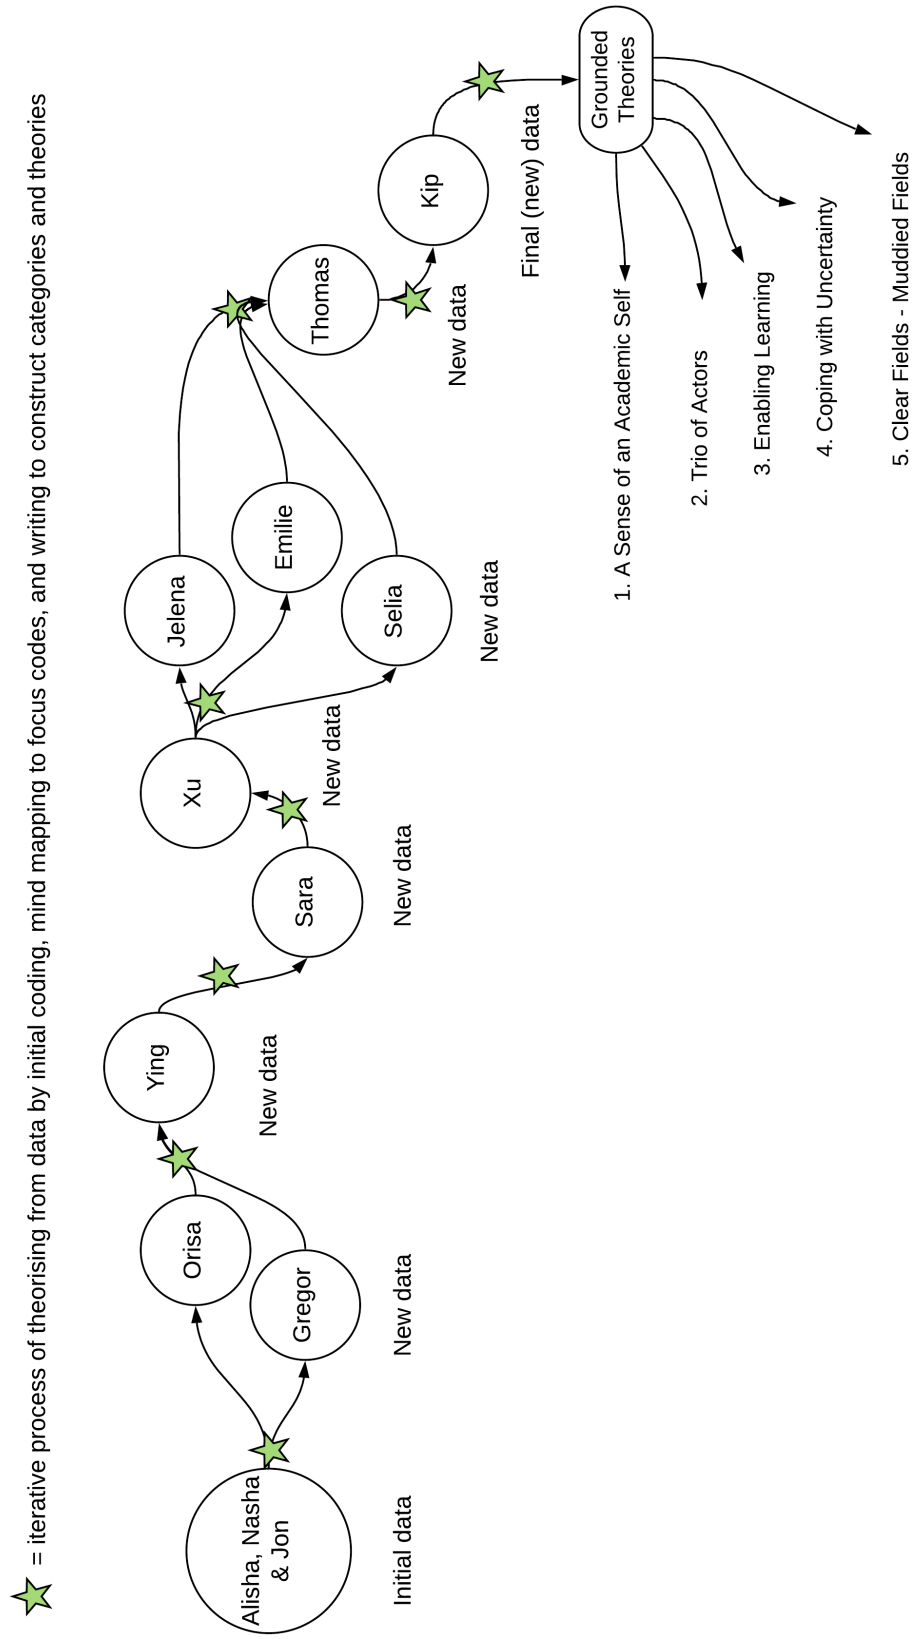 = iterative process of theorising from data by initial coding, mind mapping to focus codes, and writing to construct categories and theories
Alisha, Nasha
& Jon
Initial data
Orisa
Gregor
New data
Ying
New data
Sara
New data
Xu
New data
Jelena
Emilie
Selia
New data
Thomas
New data
Kip
Final (new) data
Grounded
Theories
1. A Sense of an Academic Self
2. Trio of Actors
3. Enabling Learning
4. Coping with Uncertainty
5. Clear Fields - Muddied Fields